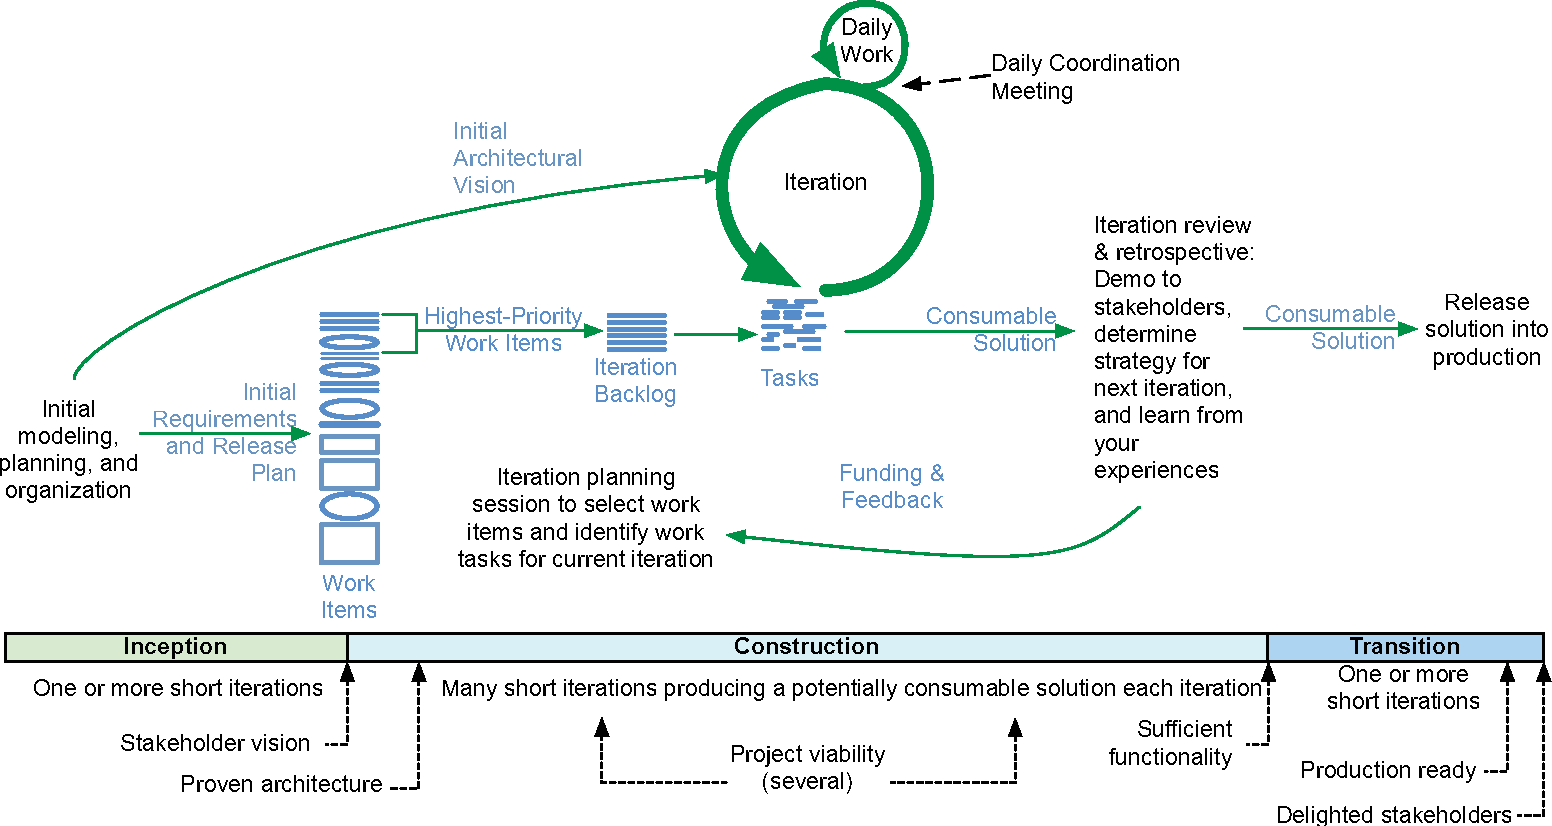 Daily
Work
Daily Coordination
Meeting
Initial
Architectural
Vision
Iteration
Iteration review
& retrospective:
Demo to
stakeholders,
determine
strategy for
next iteration,
and learn from
your
experiences
Highest-Priority
Work Items
Iteration
Backlog
Tasks
Consumable
Solution
Consumable
Solution
Release
solution into
production
Initial
modeling,
planning, and
organization
Initial
Requirements
and Release
Plan
Work
Items
Iteration planning
session to select work
items and identify work
tasks for current iteration
Funding &
Feedback
Inception
Construction
Transition
One or more short iterations
Many short iterations producing a potentially consumable solution each iteration
One or more
short iterations
Stakeholder vision
Proven architecture
Project viability
(several)
Sufficient
functionality
Production ready
Delighted stakeholders